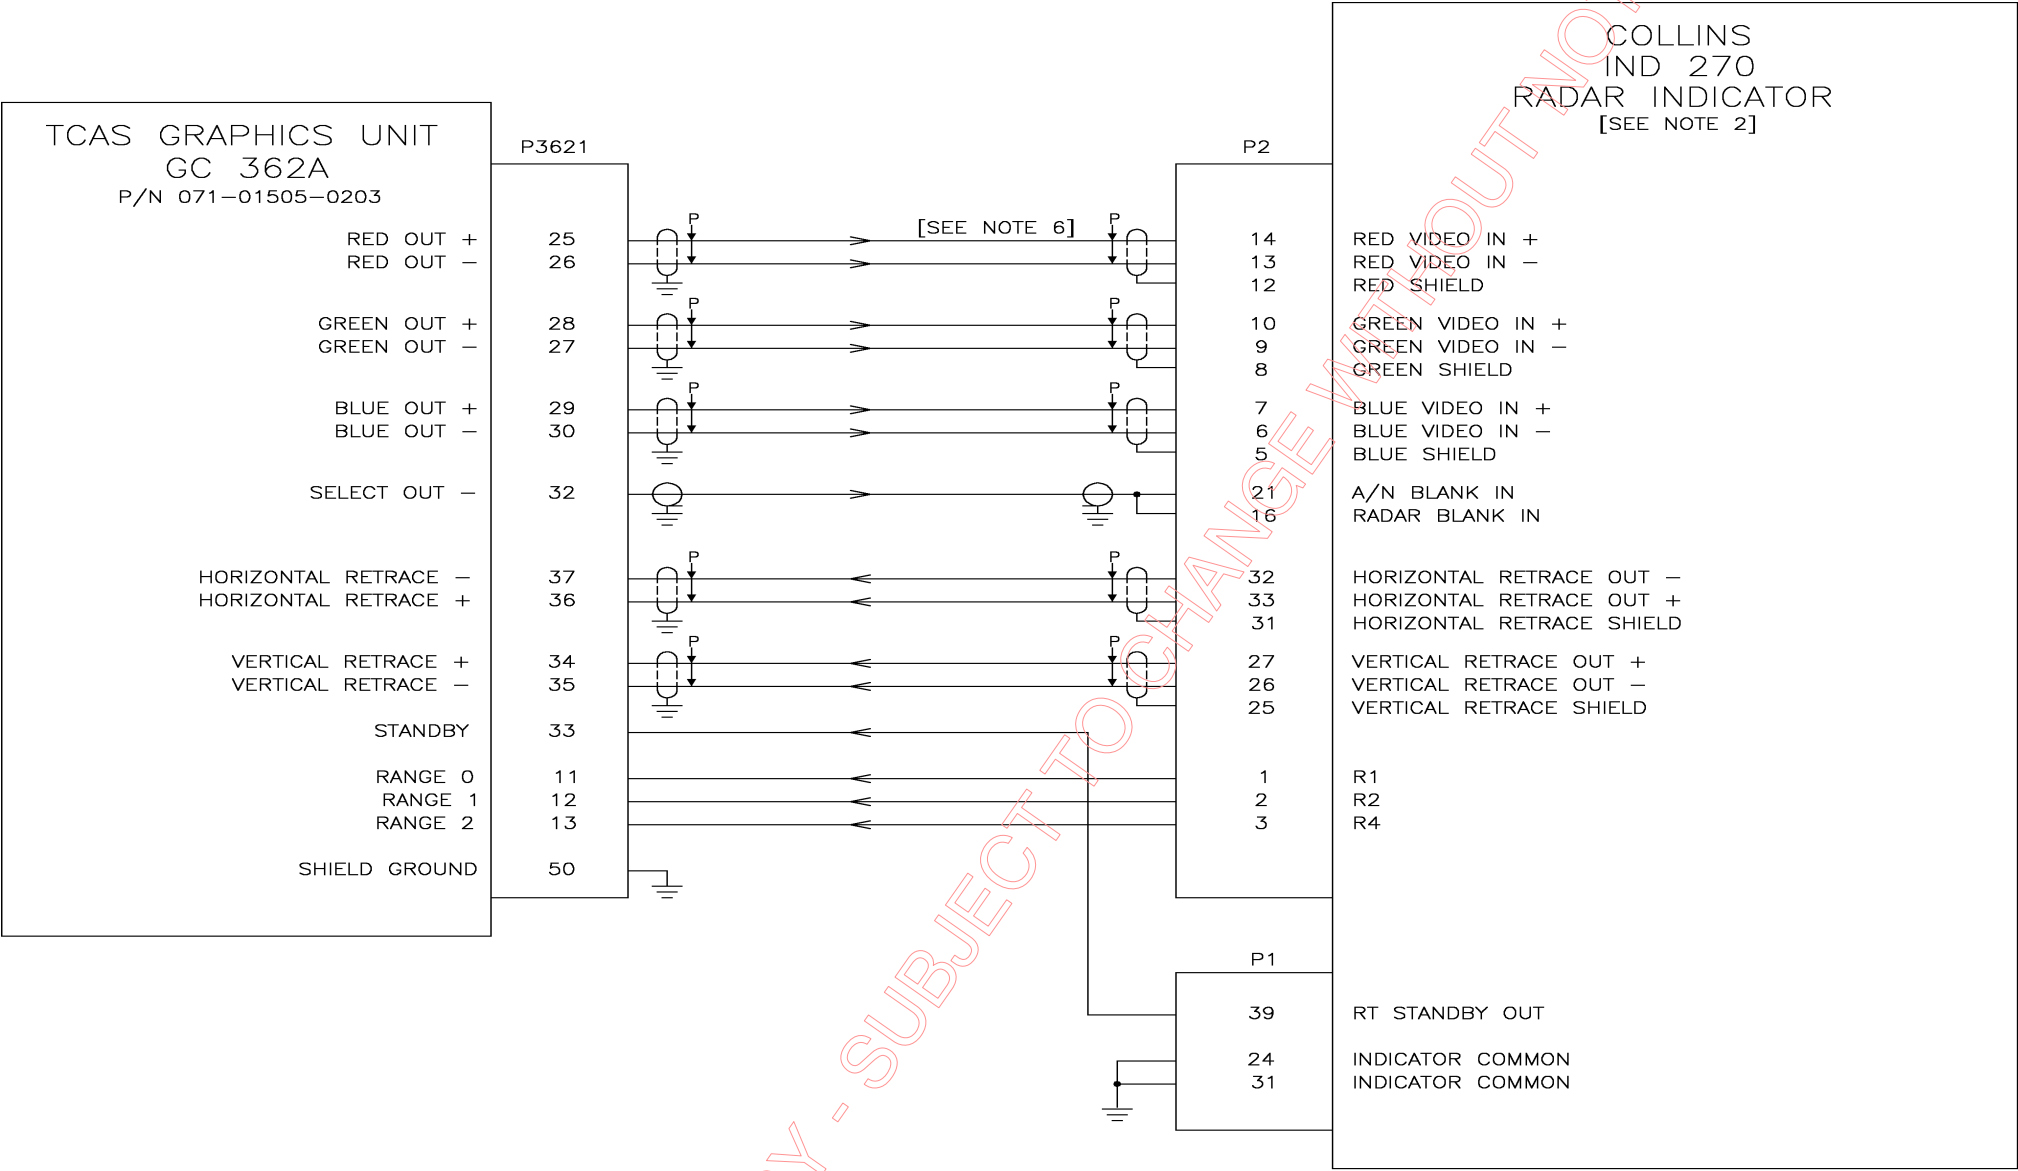 COLLINS
IND 270
RADAR INDICATOR
[SEE NOTE 2]
TCAS GRAPHICS UNIT
GC 362A
P/N 071-01505-0203
P3621
P2
[SEE NOTE 6]
P P
RED OUT + 25 14 RED VIDEO IN +
RED OUT - 26 13 RED VIDEO IN -
12 RED SHIELD
P P
GREEN OUT + 28 10 GREEN VIDEO IN +
GREEN OUT - 27 9 GREEN VIDEO IN -
8 GREEN SHIELD
P P
BLUE OUT + 29 7 BLUE VIDEO IN +
BLUE OUT - 30 6 BLUE VIDEO IN -
5 BLUE SHIELD
SELECT OUT - 32 21 A/N BLANK IN
16 RADAR BLANK IN
P P
HORIZONTAL RETRACE - 37 32 HORIZONTAL RETRACE OUT -
HORIZONTAL RETRACE + 36 33 HORIZONTAL RETRACE OUT +
31 HORIZONTAL RETRACE SHIELD
P P
VERTICAL RETRACE + 34 27 VERTICAL RETRACE OUT +
VERTICAL RETRACE - 35 26 VERTICAL RETRACE OUT -
25 VERTICAL RETRACE SHIELD
STANDBY 33
RANGE 0 11 1 R1
RANGE 1 12 2 R2
RANGE 2 13 3 R4
SHIELD GROUND 50
P1
39 RT STANDBY OUT
24 INDICATOR COMMON
31 INDICATOR COMMON
- SUBJECT TO CHANGE WITHOUT